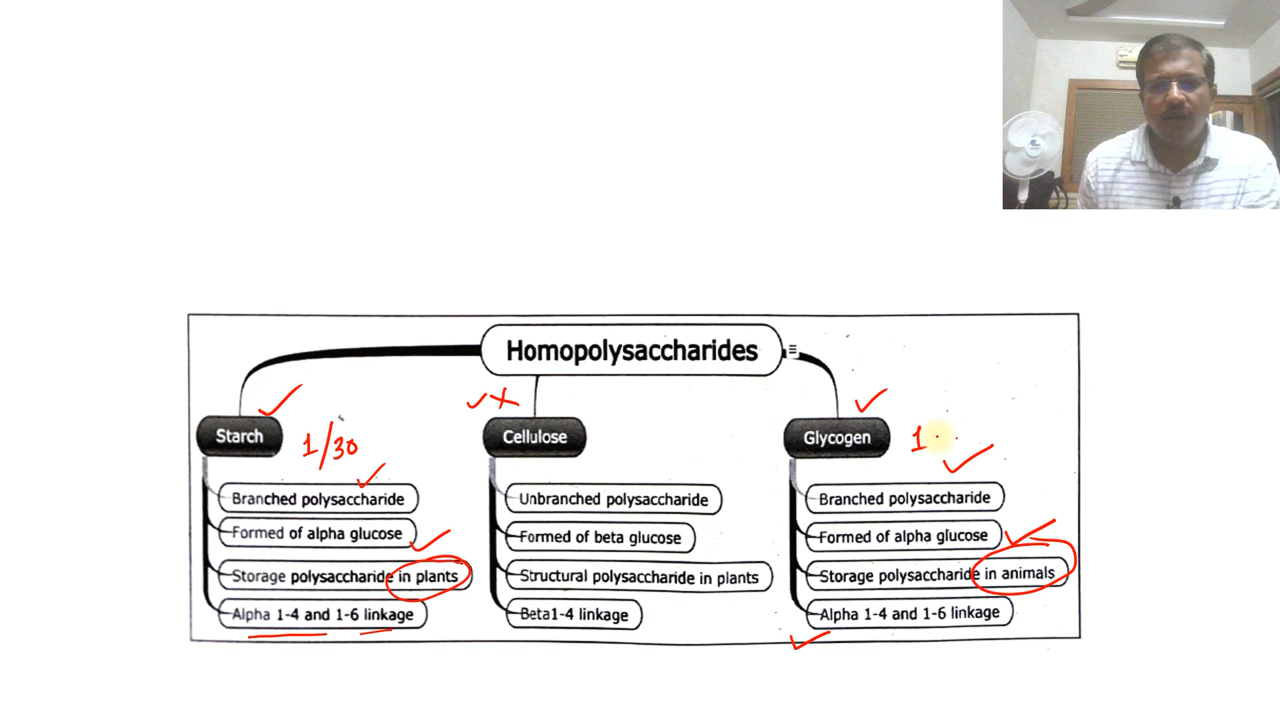 Homopolysaccharides
Starch
1/30
Branched polysaccharide
Formed of alpha glucose
Storage polysaccharide in plants
Alpha 1-4 and 1-6 linkage
Cellulose
Unbranched polysaccharide
Formed of beta glucose
Structural polysaccharide in plants
Beta1-4 linkage
Glycogen
1
Branched polysaccharide
Formed of alpha glucose
Storage polysaccharide in animals
Alpha 1-4 and 1-6 linkage